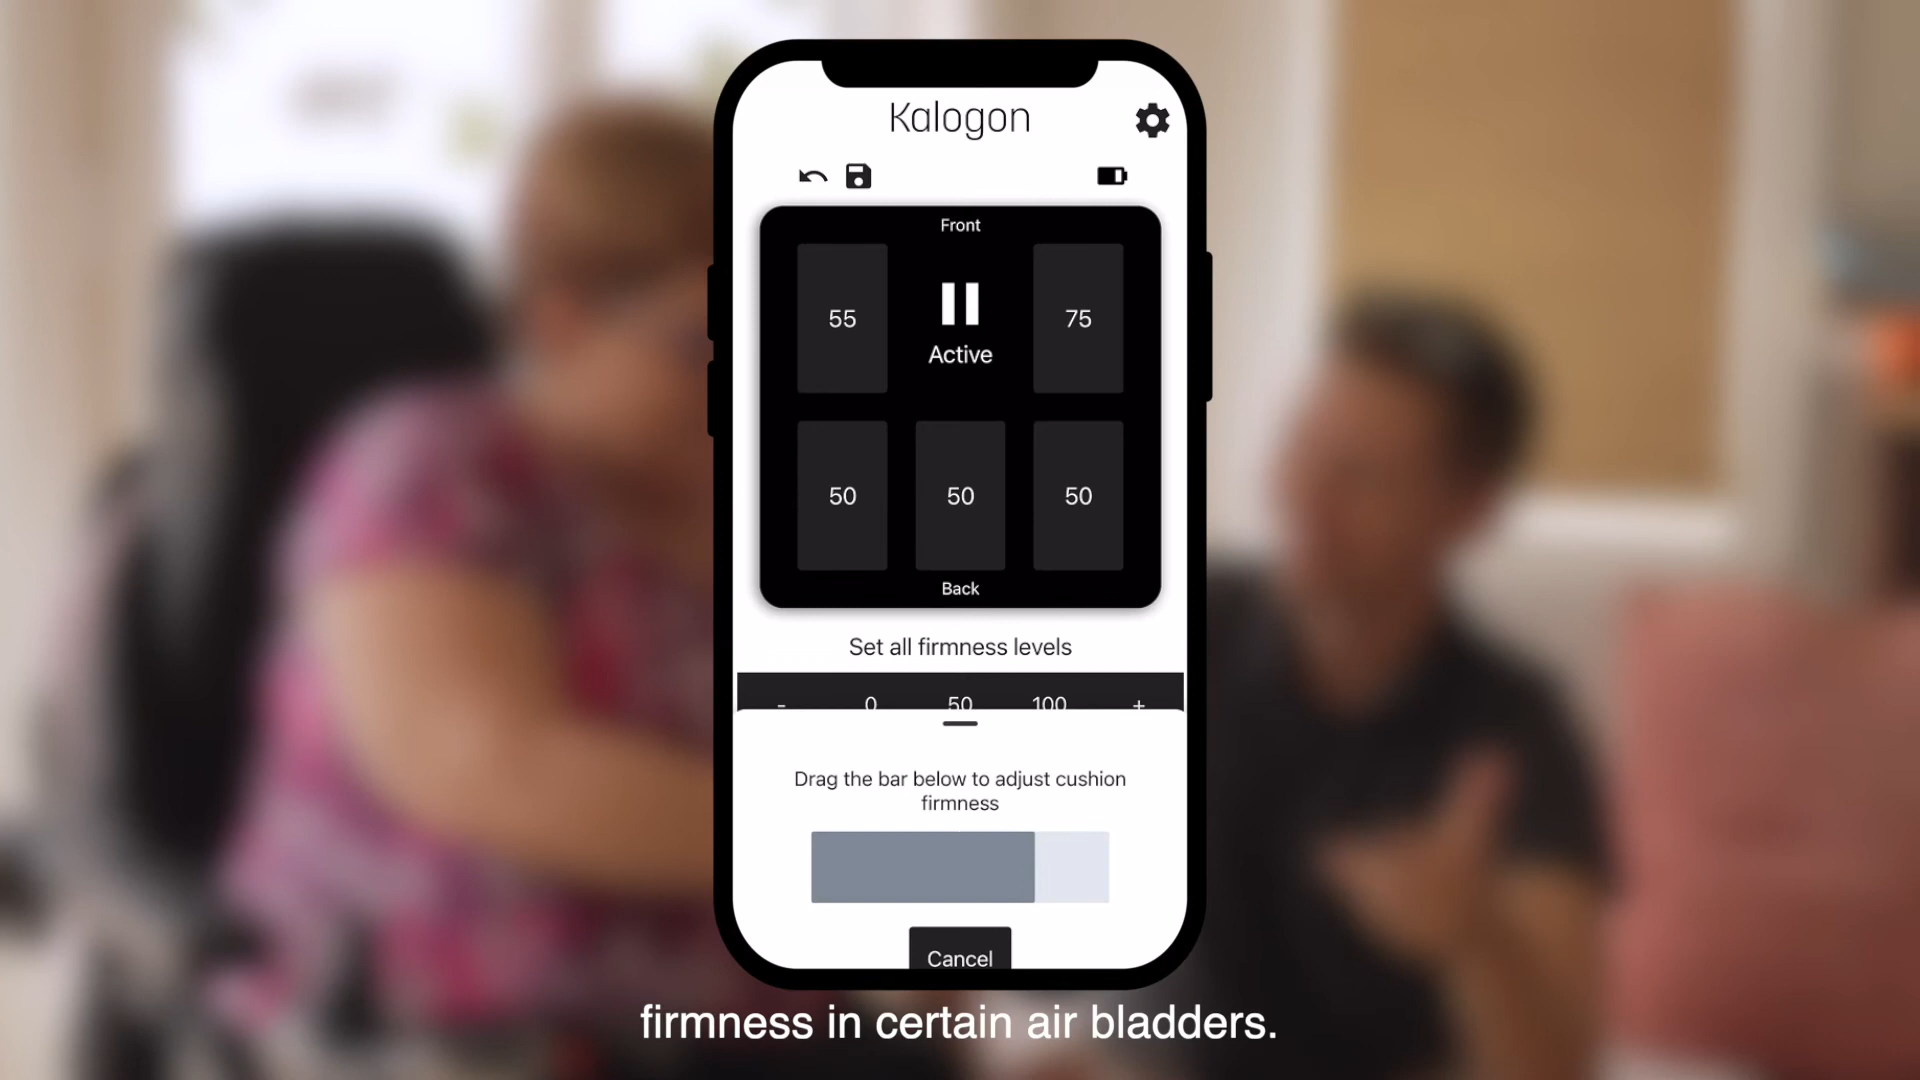 Kalogon
Front
55
Active
75
50 50 50
Back
Set all firmness levels
- 0 50 100 +
Drag the bar below to adjust cushion
firmness
Cancel
firmness in certain air bladders.